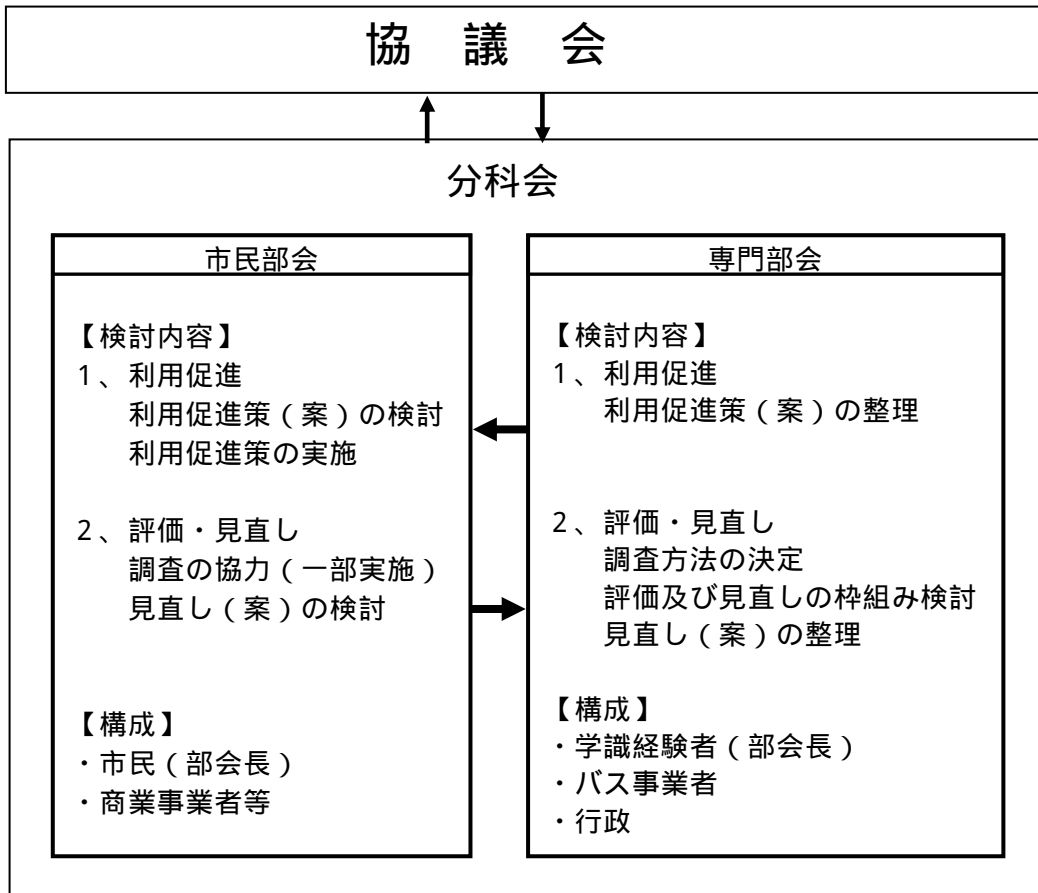 協 議 会
分科会
市民部会
【検討内容】
1、利用促進
利用促進策(案)の検討
利用促進策の実施
2、評価・見直し
調査の協力(一部実施)
見直し(案)の検討
【構成】
・市民(部会長)
・商業事業者等
専門部会
【検討内容】
1、利用促進
利用促進策(案)の整理
2、評価・見直し
調査方法の決定
評価及び見直しの枠組み検討
見直し(案)の整理
【構成】
・学識経験者(部会長)
・バス事業者
・行政